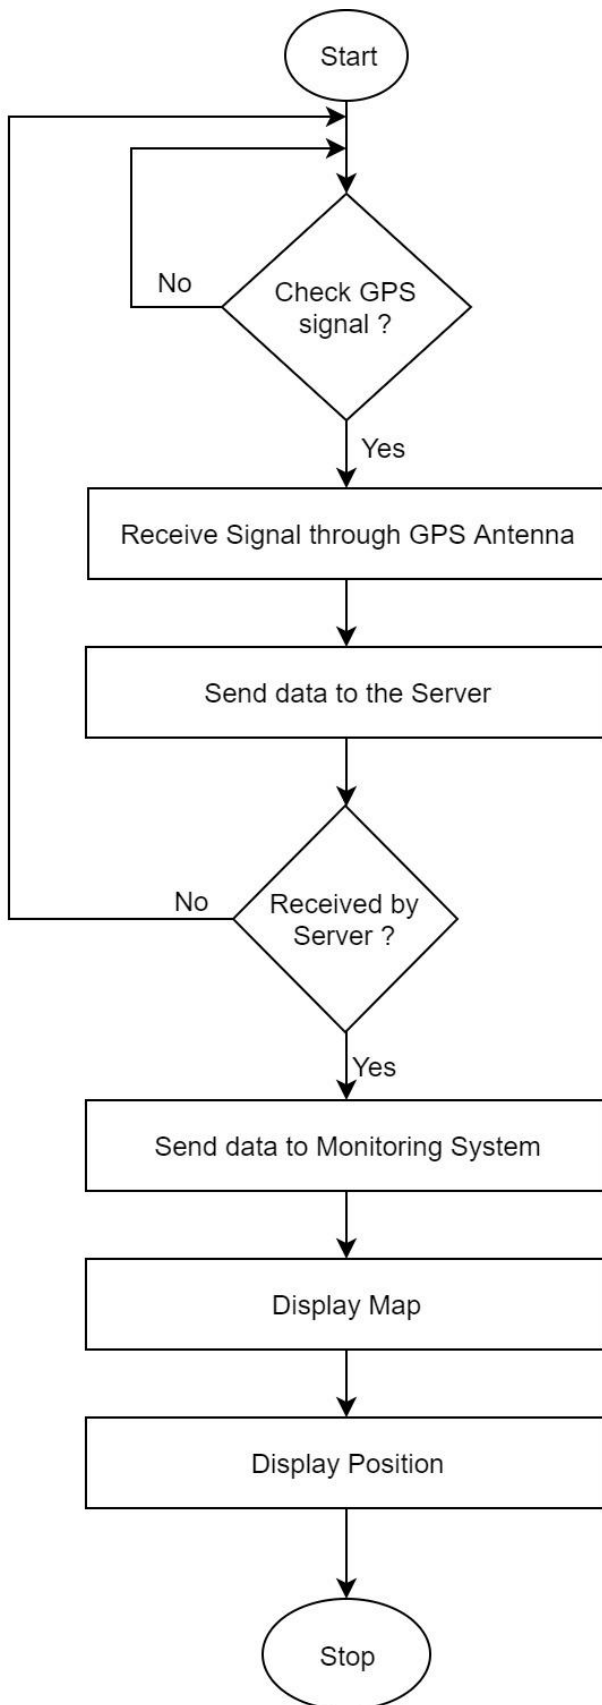 Start
No
Check GPS
signal ?
Yes
Receive Signal through GPS Antenna
Send data to the Server
No
Received by
Server ?
Yes
Send data to Monitoring System
Display Map
Display Position
Stop